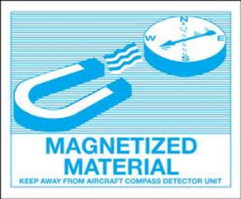 N
W E
S
MAGNETIZED
MATERIAL
KEEP AWAY FROM AIRCRAFT COMPASS DETECTOR UNIT